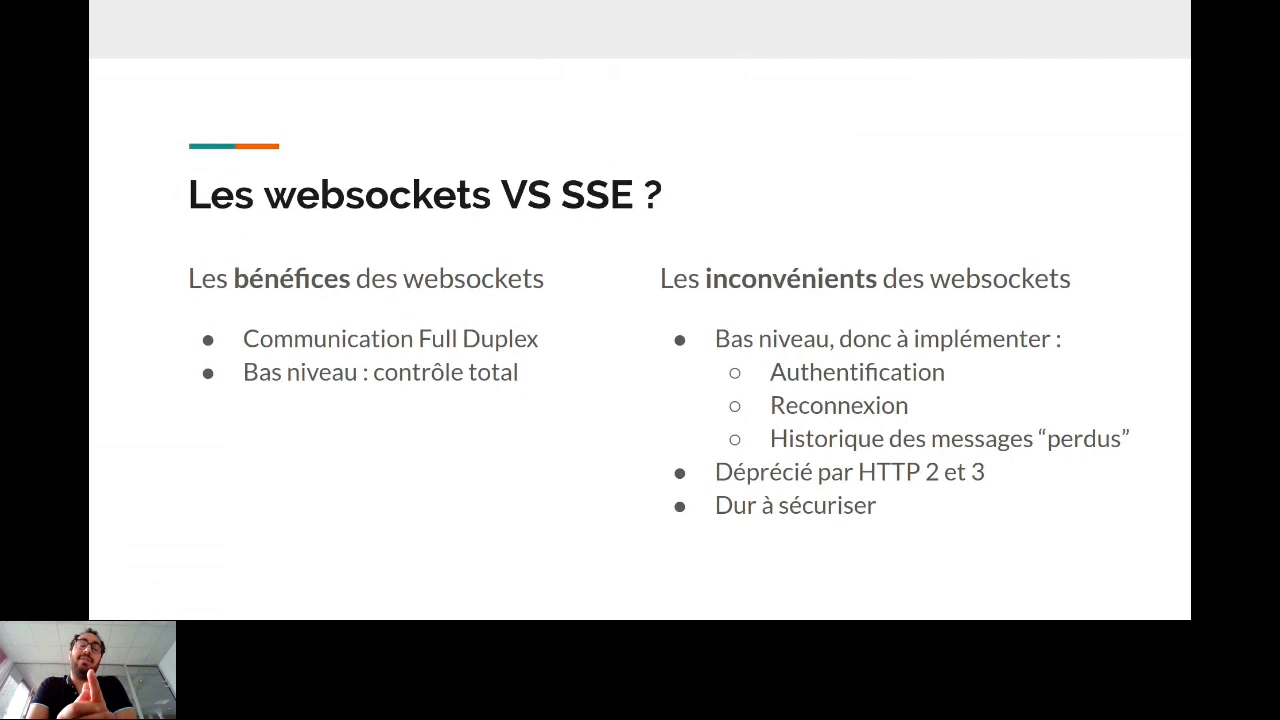 Les websockets VS SSE ?
Les bénéfices des websockets
● Communication Full Duplex
● Bas niveau : contrôle total
Les inconvénients des websockets
● Bas niveau, donc à implémenter :
○ Authentification
○ Reconnexion
○ Historique des messages “perdus”
● Déprécié par HTTP 2 et 3
● Dur à sécuriser